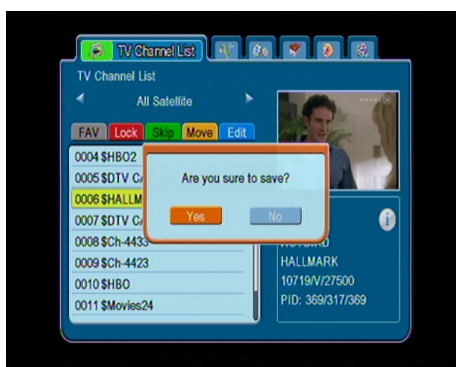 TV Channel List
TV Channel List
All Satellite
FAV Lock Skip Move Edit
0004 $HBO2
0005 $DTV
0006 $HALLM
0007 $DTV
0008 $Ch-4433
0009 $Ch-4423
0010 $HBO
0011 $Movies24
Are you sure to save?
Yes No
HALLMARK
10719/V/27500
PID: 369/317/369